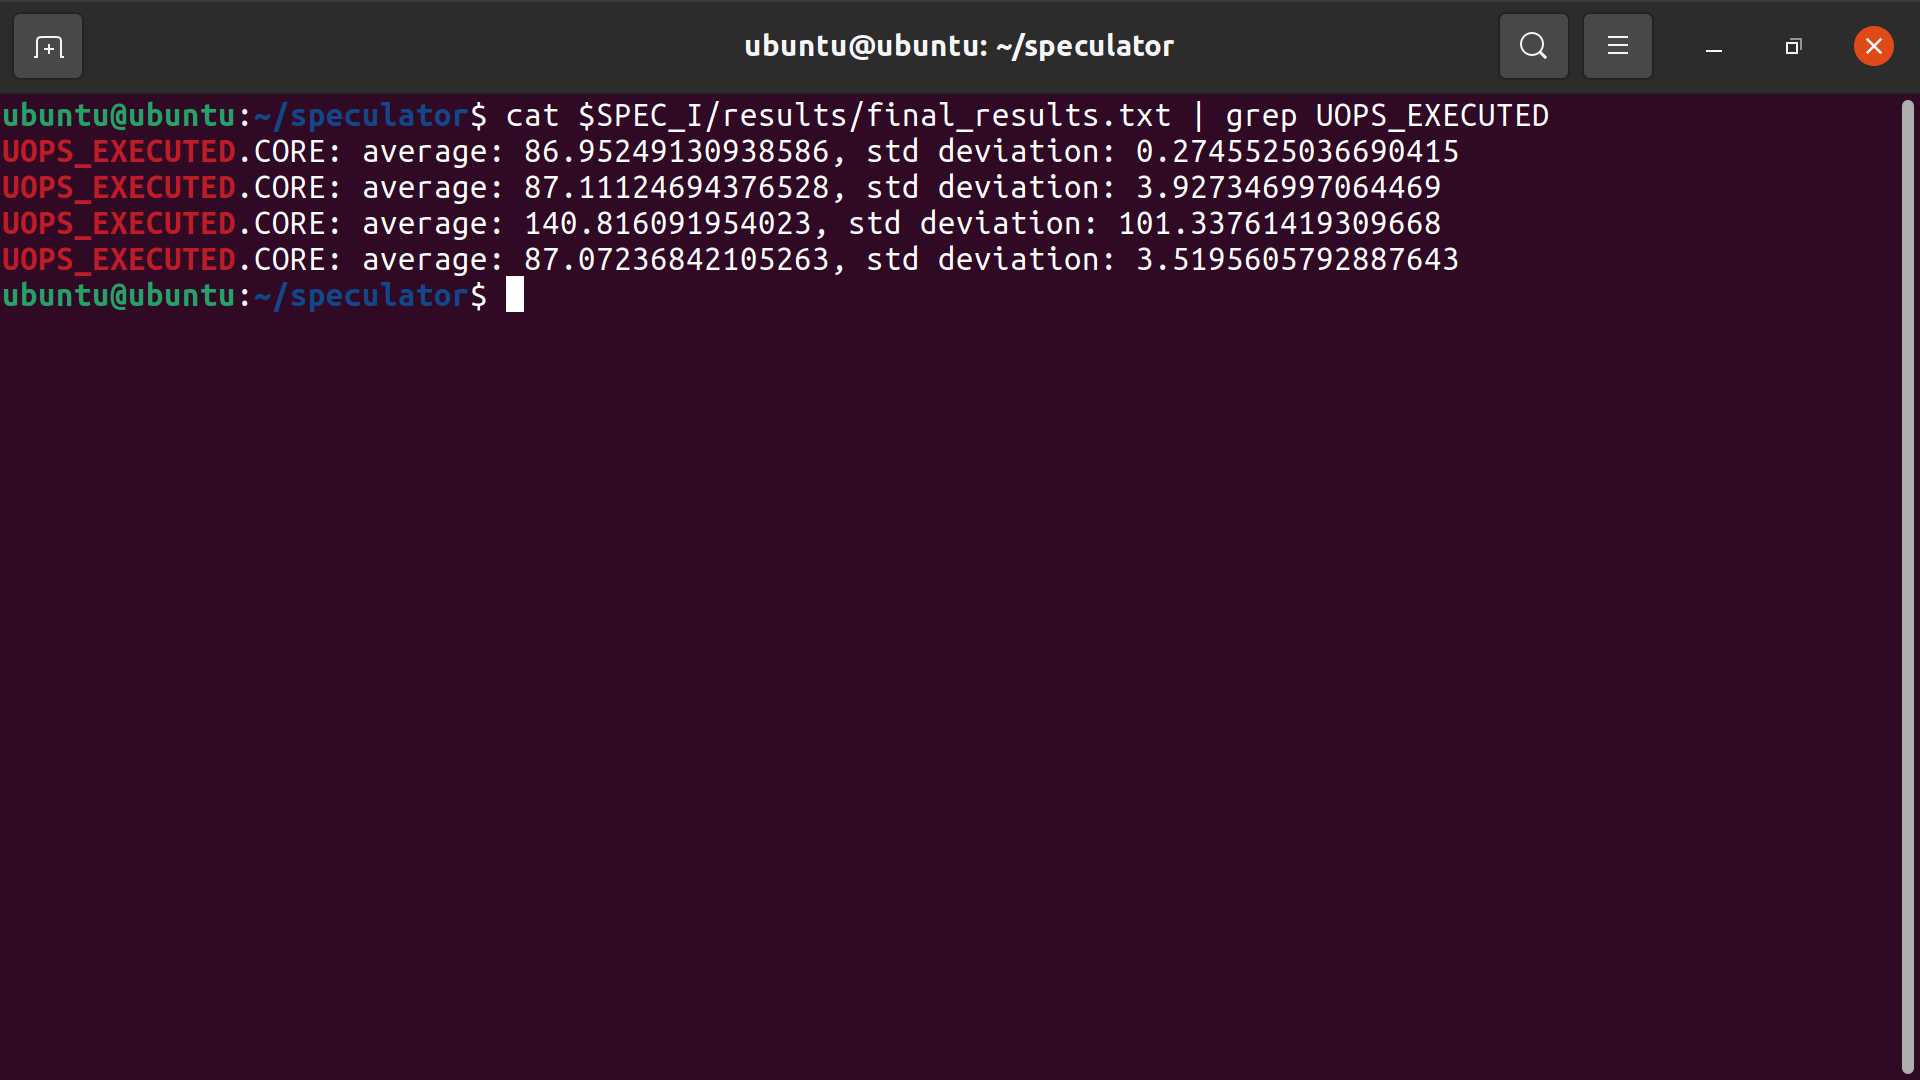 ubuntu@ubuntu: ~/speculator
ubuntu@ubuntu:~/speculator$ cat $SPEC_I/results/final_results.txt | grep UOPS_EXECUTED
UOPS_EXECUTED.CORE: average: 86.95249130938586, std deviation: 0.2745525036690415
UOPS_EXECUTED.CORE: average: 87.11124694376528, std deviation: 3.927346997064469
UOPS_EXECUTED.CORE: average: 140.816091954023, std deviation: 101.33761419309668
UOPS_EXECUTED.CORE: average: 87.07236842105263, std deviation: 3.5195605792887643
ubuntu@ubuntu:~/speculator$